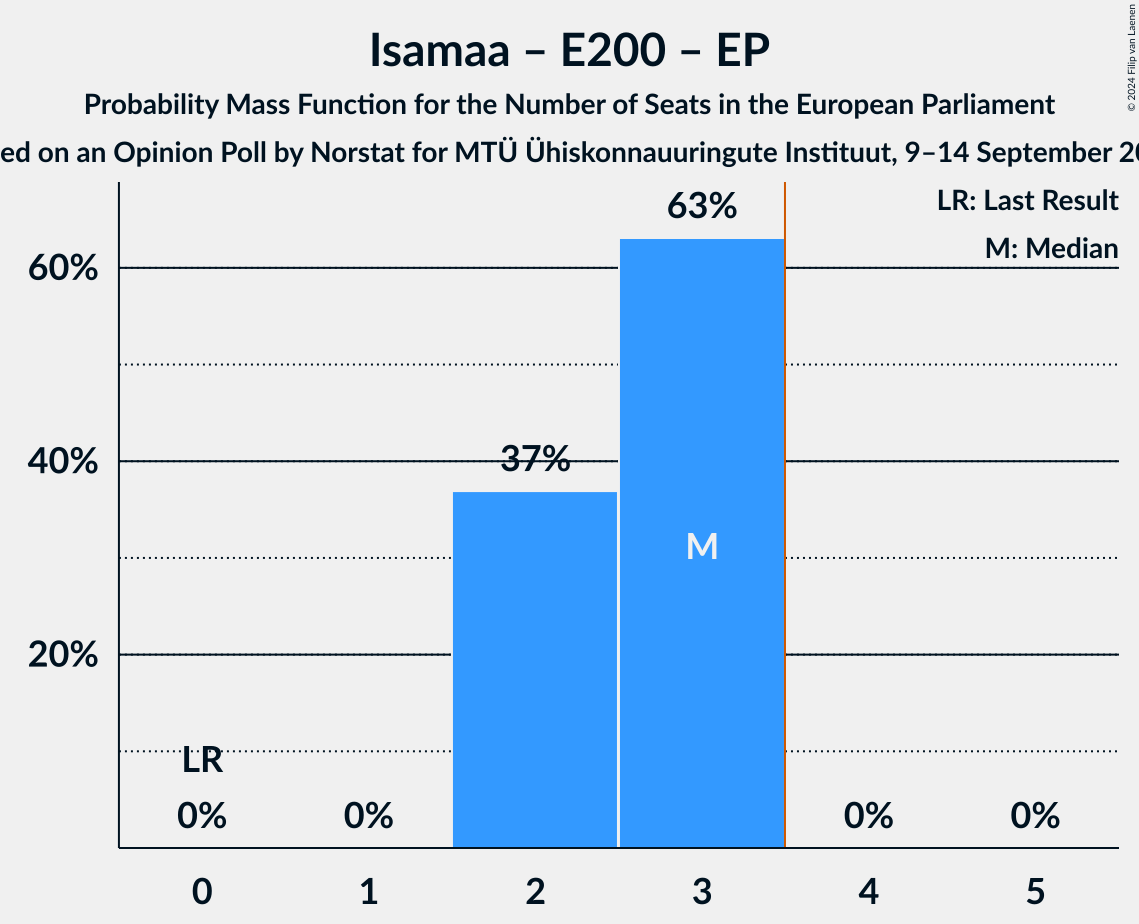 Isamaa – E200 – EP
Probability Mass Function for the Number of Seats in the European Parliament
ed on an Opinion Poll by Norstat for MTÜ Ühiskonnauuringute Instituut, 9–14 September 20
© 2024 Filip van Laenen
LR: Last Result
M: Median
63%
60%
40%
37%
M
20%
LR
0% 0% 0% 0%
0 1 2 3 4 5